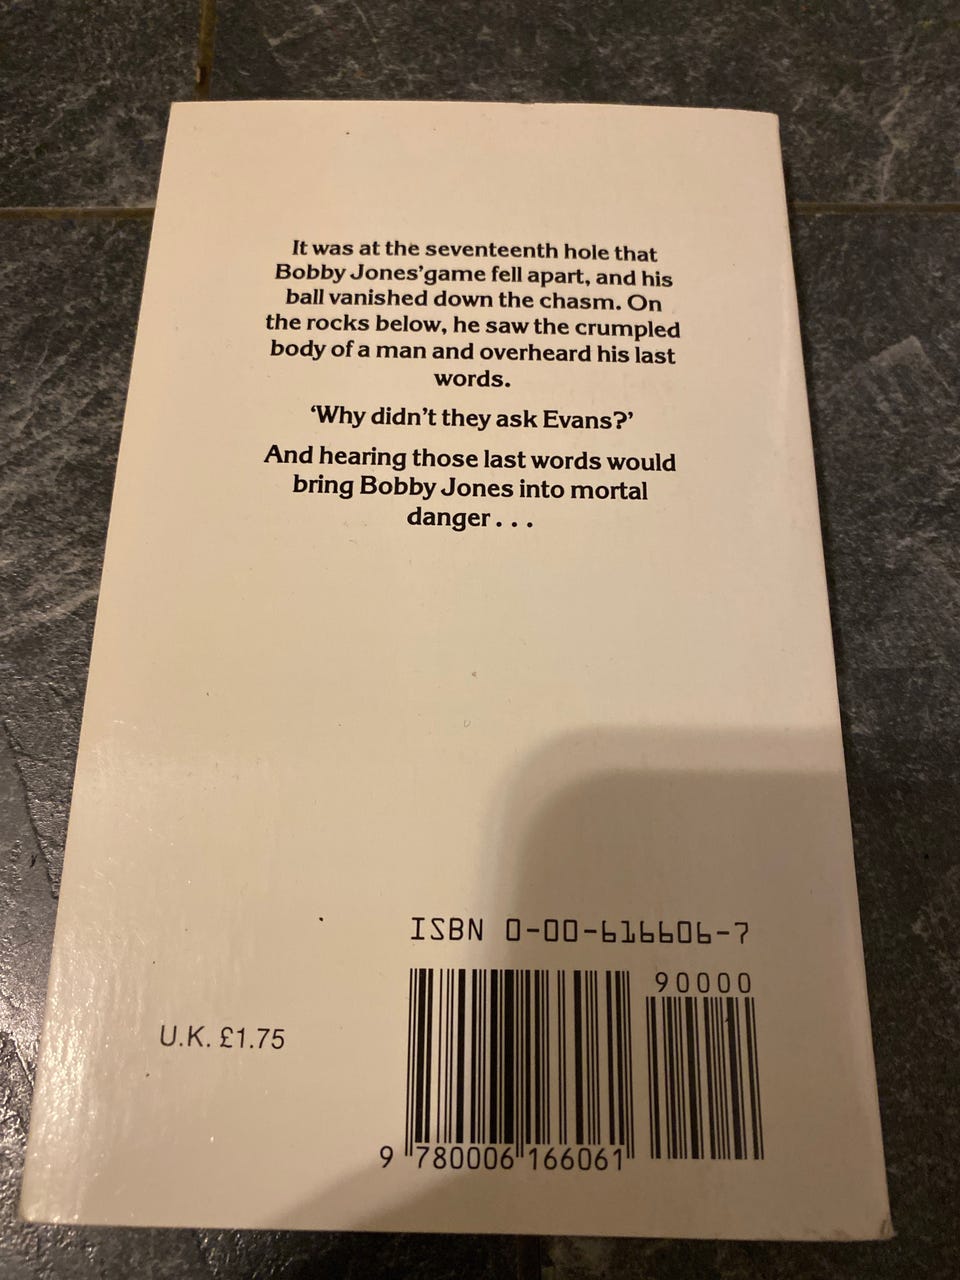 It was at the seventeenth hole that
Bobby Jones'game fell apart, and his
ball vanished down the chasm. On
the rocks below, he saw the crumpled
body of a man and overheard his last
words.
‘Why didn’t they ask Evans?’
And hearing those last words would
bring Bobby Jones into mortal
danger . . .
ISBN 0-00-616606-7
90000
U.K. £1.75
9 780006 166061